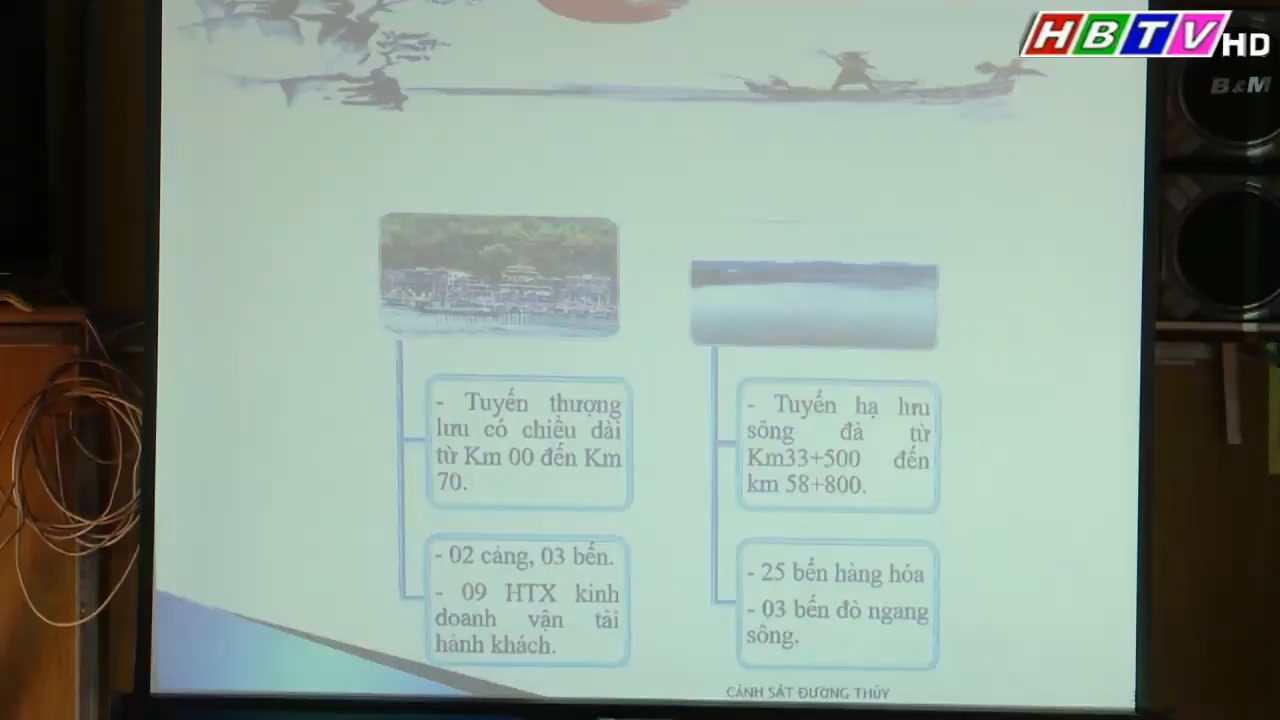 HBTV HD
B&M
- Tuyến thượng
lưu có chiều dài
từ Km 00 đến Km
70.
- 02 cảng, 03 bến.
- 09 HTX kinh
doanh vận tải
hành khách.
- Tuyến hạ lưu
sông đà từ
Km33+500 đến
km 58+800.
- 25 bến hàng hóa
- 03 bến đò ngang
sông.
CẢNH SÁT ĐƯỜNG THỦY